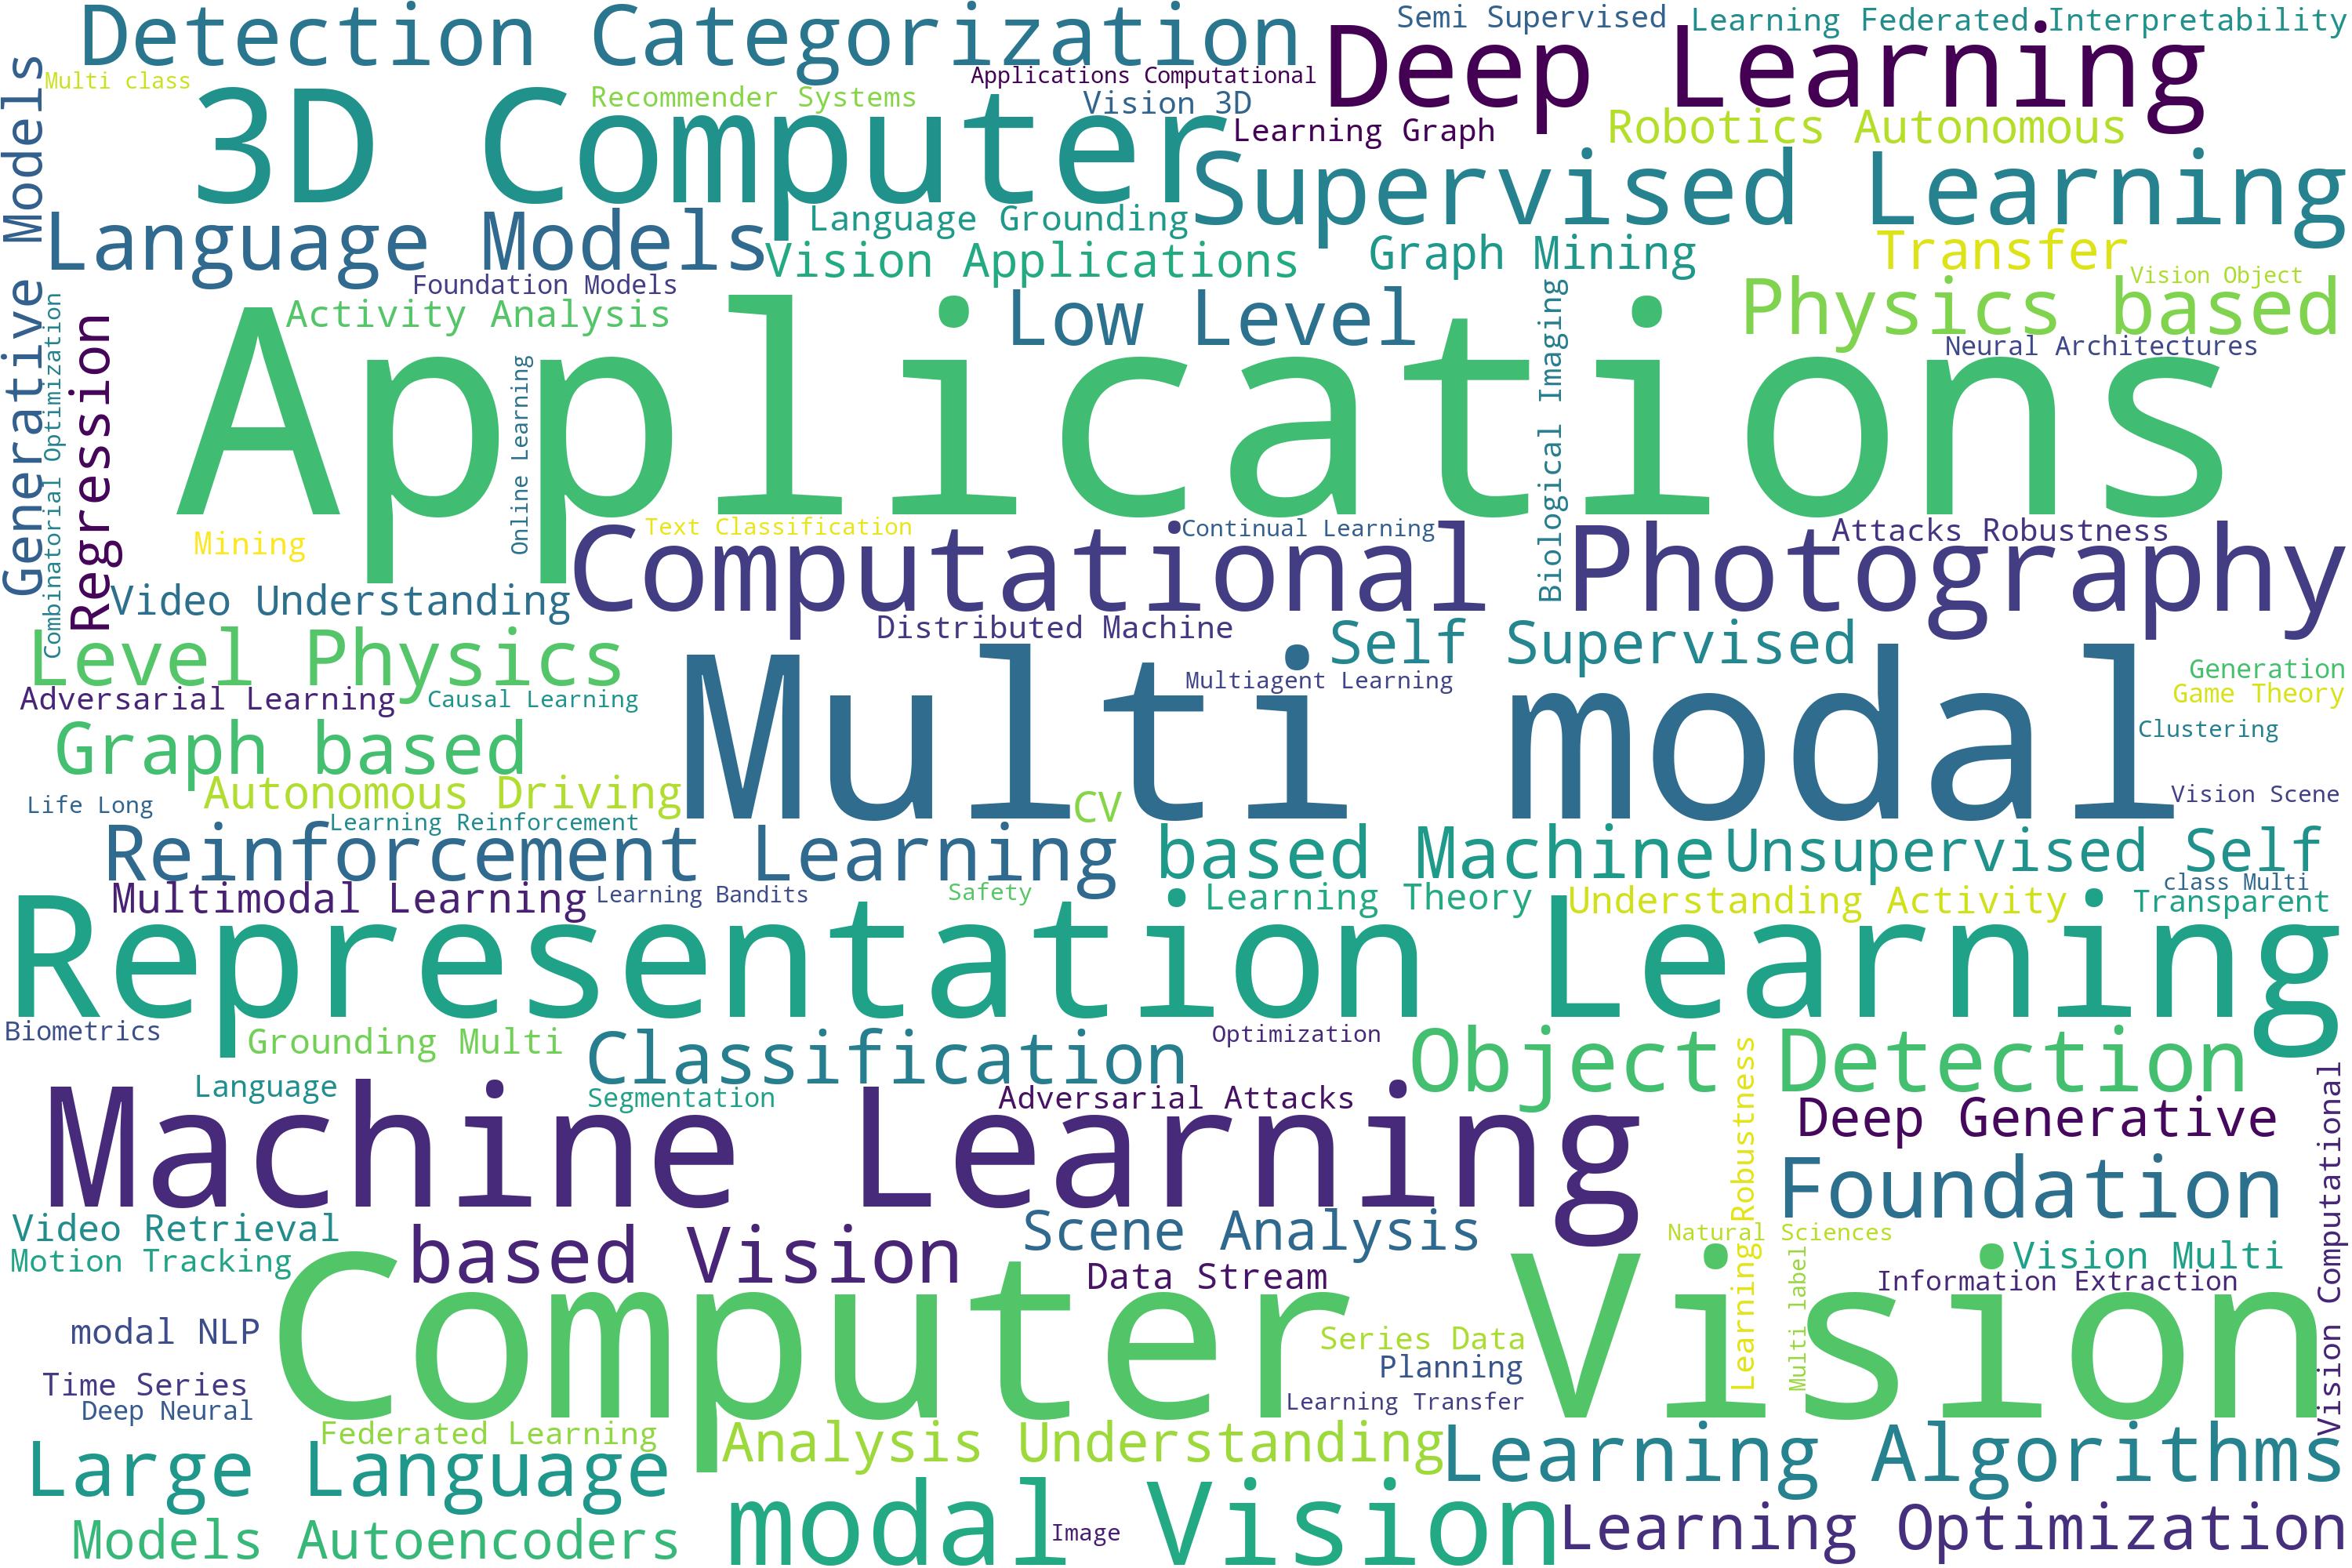 Detection Categorization
Semi Supervised
Learning Federated
Interpretability
Deep Learning
Multi class
Applications Computational
3D Computer
Recommender Systems
Vision 3D
Learning Graph
Robotics Autonomous
Supervised Learning
Generative Models
Language Models
Language Grounding
Vision Applications
Graph Mining
Transfer
Foundation Models
Vision Object
Activity Analysis
Low Level
Physics based
Combinatorial Optimization
Regression
Applications
Online Learning
Biological Imaging
Neural Architectures
Mining
Text Classification
Continual Learning
Attacks Robustness
Computational Photography
Video Understanding
Distributed Machine
Self Supervised
Level Physics
Multi modal
Multiagent Learning
Generation
Game Theory
Adversarial Learning
Causal Learning
Clustering
Graph based
Autonomous Driving
Life Long
CV
Vision Scene
Learning Reinforcement
Reinforcement Learning
based Machine
Unsupervised Self
Multimodal Learning
Learning Bandits
Safety
Learning Theory
Understanding Activity
class Multi
Transparent
Representation Learning
Biometrics
Grounding Multi
Classification
Optimization
Object Detection
Language
Segmentation
Adversarial Attacks
Machine Learning
Learning Robustness
Deep Generative
Vision Computational
Foundation
Video Retrieval
Motion Tracking
based Vision
Scene Analysis
Natural Sciences
Vision Multi
Data Stream
Multi label
Information Extraction
Computer Vision
modal NLP
Series Data
Planning
Time Series
Learning Transfer
Deep Neural
Federated Learning
Analysis Understanding
Learning Algorithms
Large Language
modal Vision
Image
Models Autoencoders
Learning Optimization